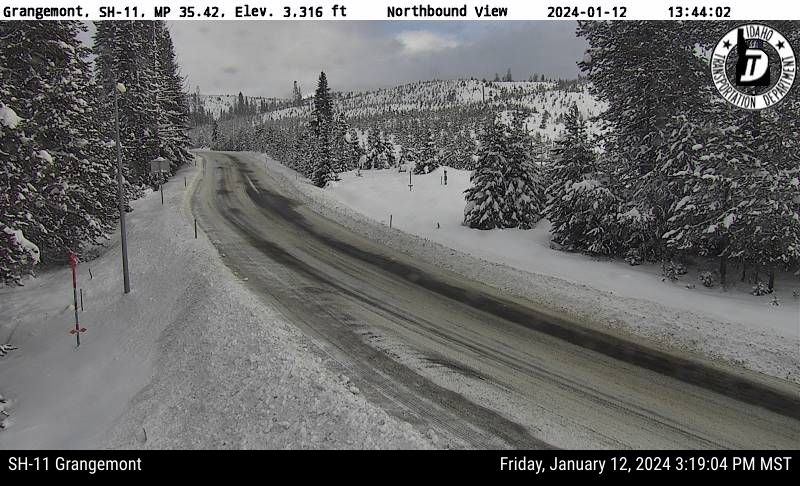 Grangemont, SH-11, MP 35.42, Elev. 3,316 ft Northbound View 2024-01-12 13:44:02
IDAHO
TRANSPORTATION DEPARTMENT
SH-11 Grangemont Friday, January 12, 2024 3:19:04 PM MST